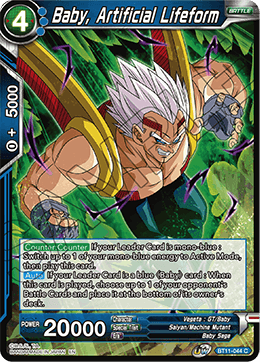 4
Baby, Artificial Lifeform
BATTLE
0 + 5000
Counter:Counter If your Leader Card is mono-blue :
Switch up to 1 of your mono-blue energy to Active Mode,
then play this card.
Auto If your Leader Card is a blue {Baby} card : When
this card is played, choose up to 1 of your opponent's
Battle Cards and place it at the bottom of its owner's
deck.
POWER 20000
Character Vegeta : GT/Baby
Special Trait Saiyan/Machine Mutant
Era Baby Saga
BT11-044 C